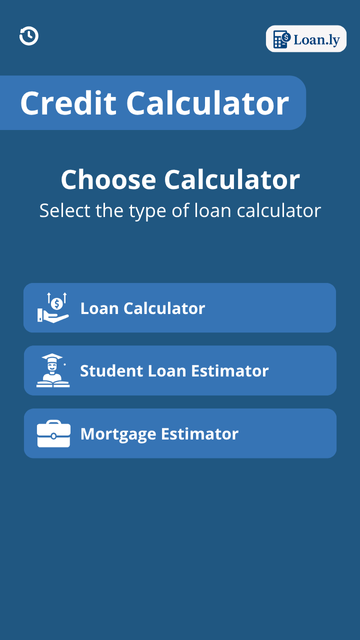 Loan.ly
Credit Calculator
Choose Calculator
Select the type of loan calculator
Loan Calculator
Student Loan Estimator
Mortgage Estimator